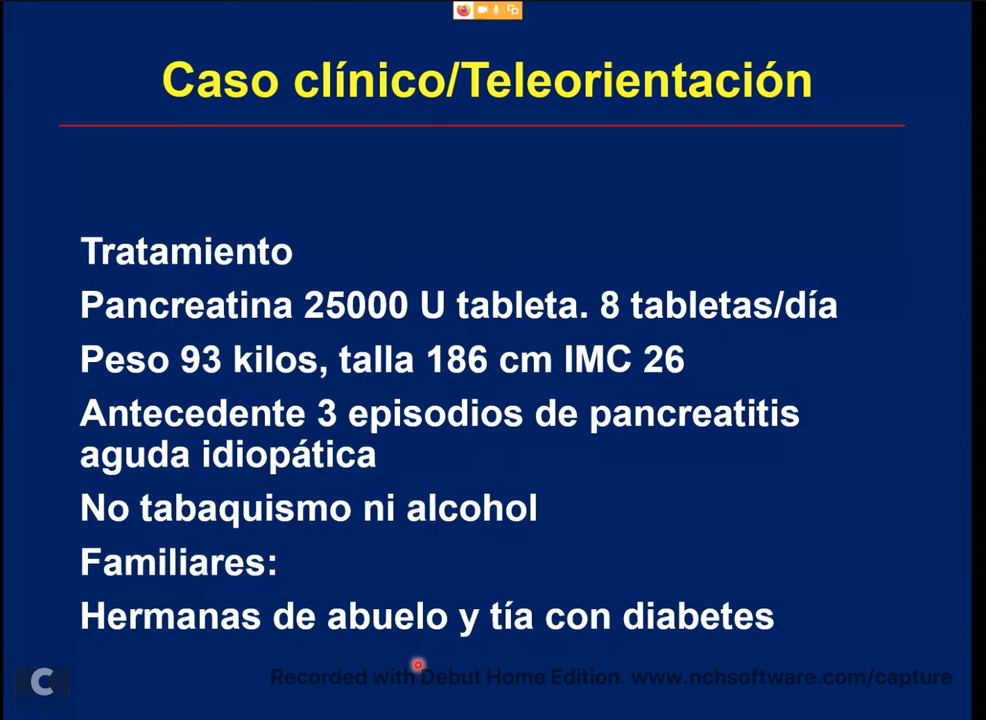 Caso clínico/Teleorientación
Tratamiento
Pancreatina 25000 U tableta. 8 tabletas/día
Peso 93 kilos, talla 186 cm IMC 26
Antecedente 3 episodios de pancreatitis
aguda idiopática
No tabaquismo ni alcohol
Familiares:
Hermanas de abuelo y tía con diabetes
C
Recorded with Debut Home Edition. www.nchsoftware.com/capture